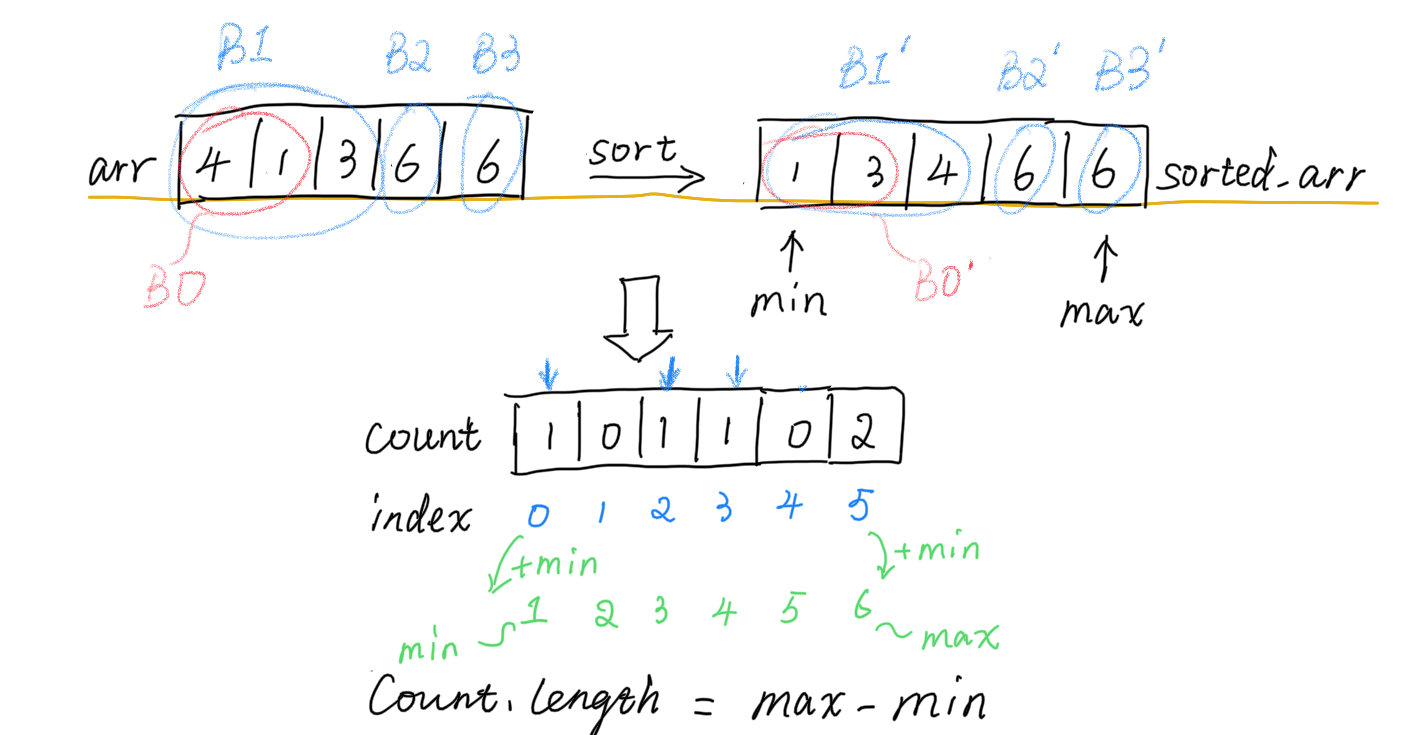 B1 B2 B3 B1' B2' B3'
arr 4 1 3 6 6 sort 1 3 4 6 6 sorted_arr
B0 min B0' max
count 1 0 1 1 0 2
index 0 1 2 3 4 5
+min +min
1 2 3 4 5 6
min max
Count.length = max - min